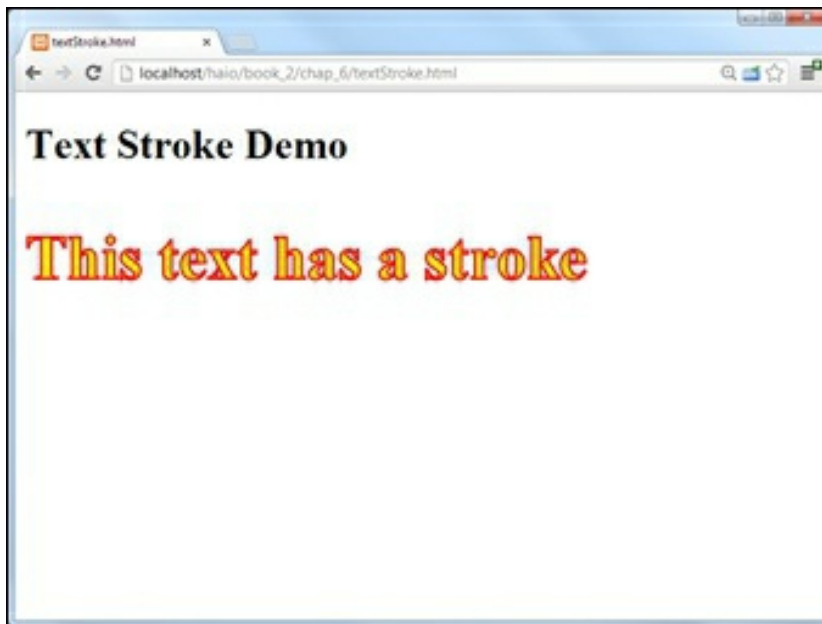 textStroke.html
localhost/haio/book_2/chap_6/textStroke.html
Text Stroke Demo
This text has a stroke